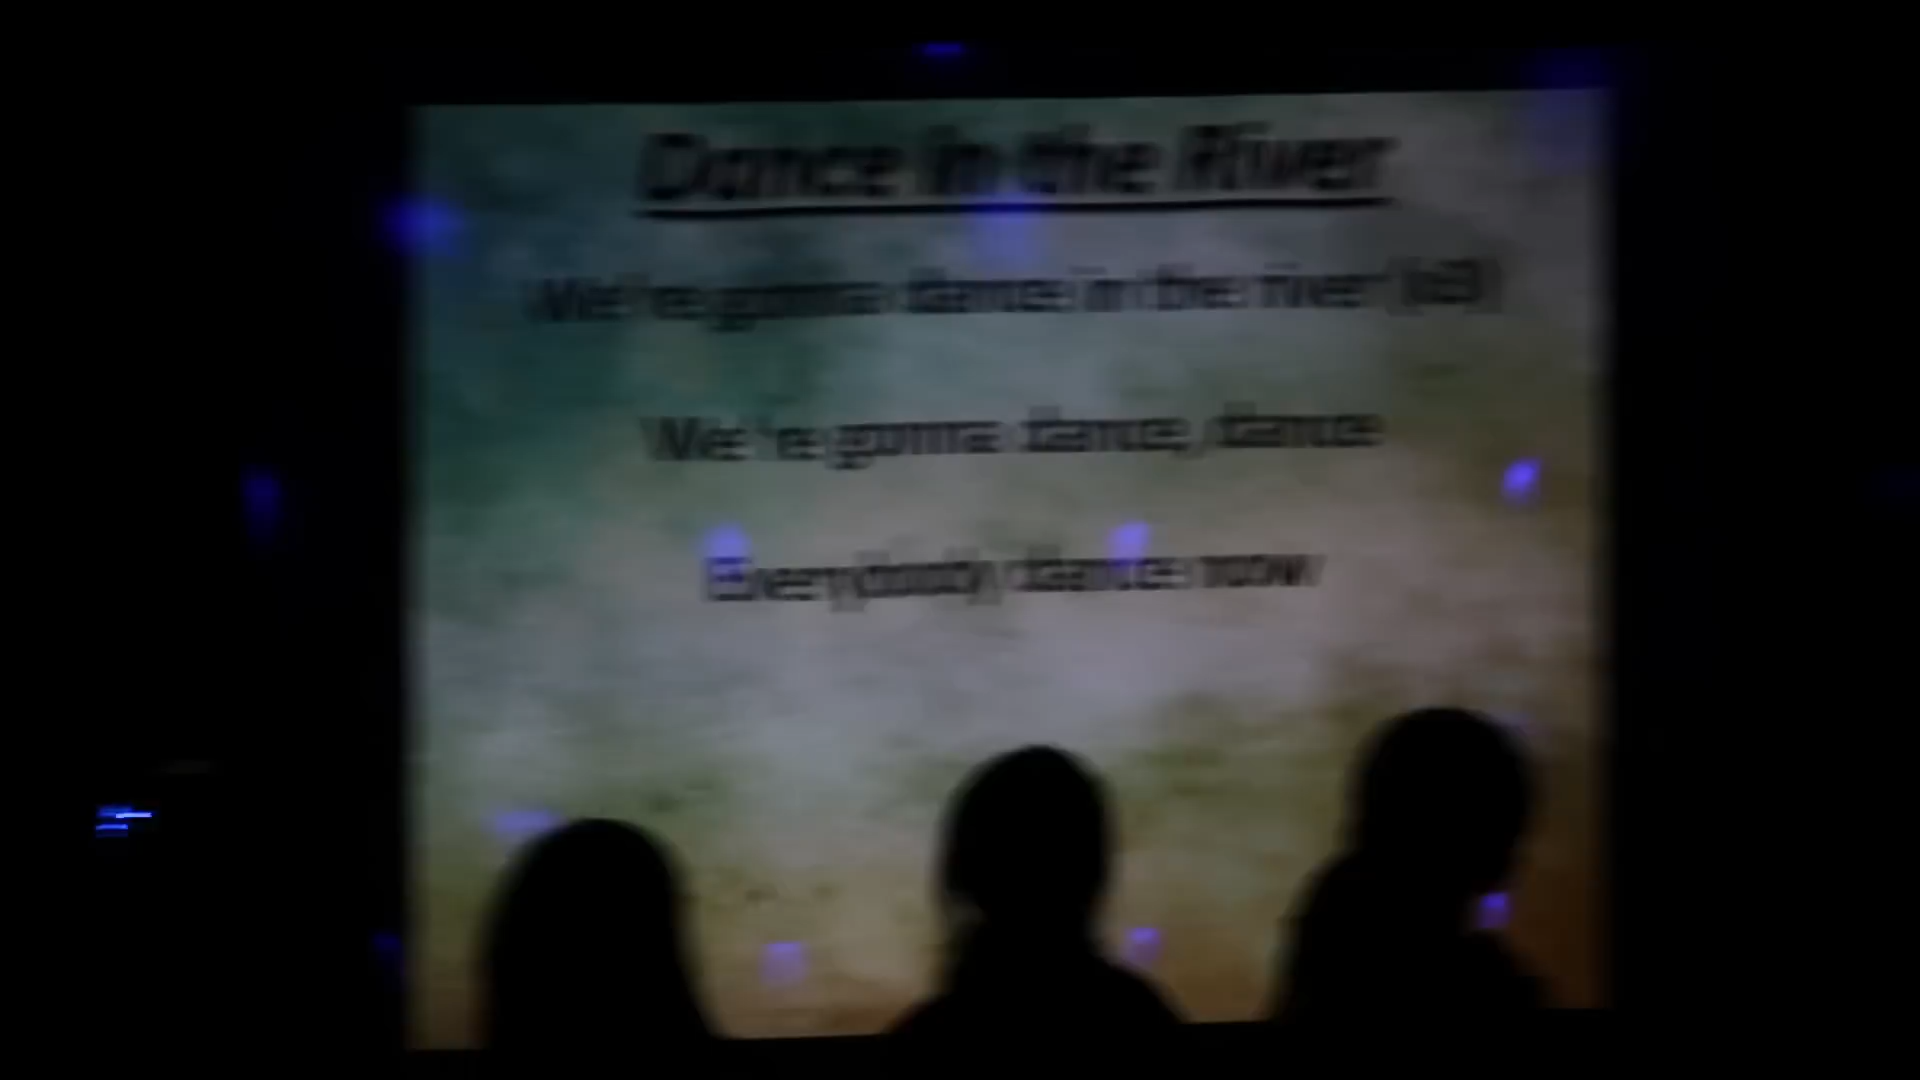 Dance in the River
We're gonna dance in the river (x3)
We're gonna dance, dance
Everybody dance now